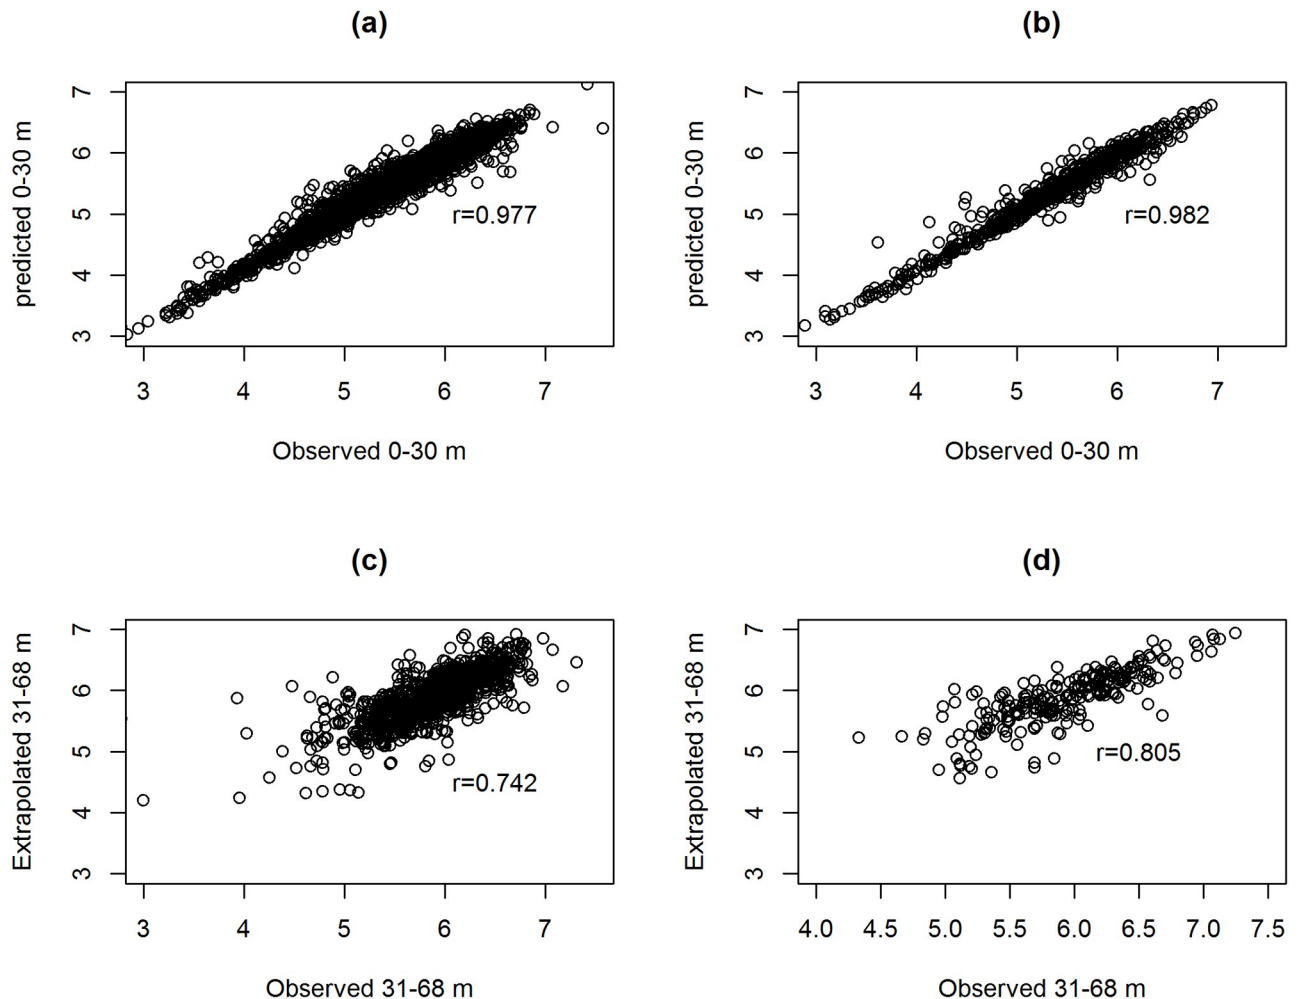 (a)
predicted 0-30 m
7
6
5
4
3
r=0.977
3 4 5 6 7
Observed 0-30 m
(b)
predicted 0-30 m
7
6
5
4
3
r=0.982
3 4 5 6 7
Observed 0-30 m
(c)
Extrapolated 31-68 m
7
6
5
4
3
r=0.742
3 4 5 6 7
Observed 31-68 m
(d)
Extrapolated 31-68 m
7
6
5
4
3
r=0.805
4.0 4.5 5.0 5.5 6.0 6.5 7.0 7.5
Observed 31-68 m